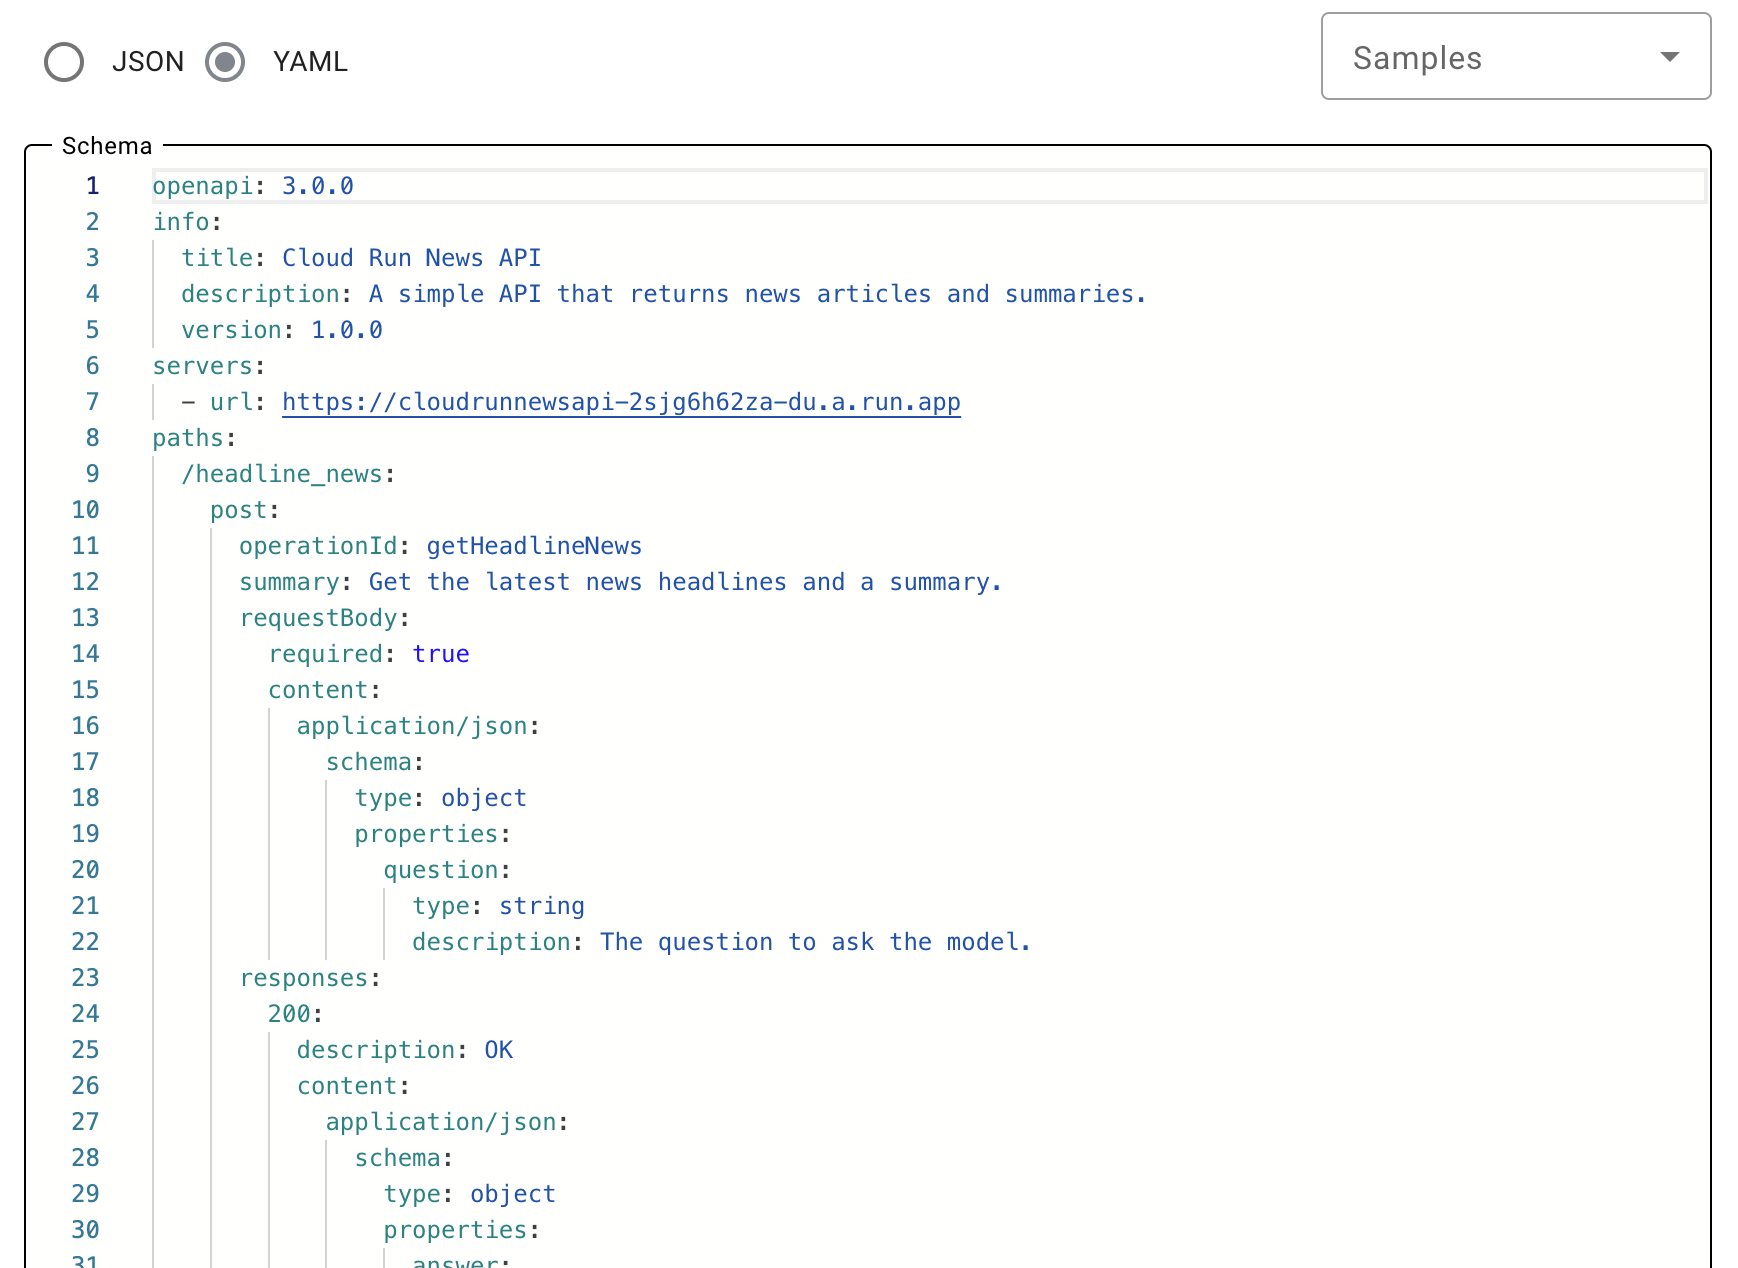 JSON YAML Samples
Schema
1 openapi: 3.0.0
2 info:
3   title: Cloud Run News API
4   description: A simple API that returns news articles and summaries.
5   version: 1.0.0
6 servers:
7   - url: https://cloudrunnewsapi-2sjg6h62za-du.a.run.app
8 paths:
9   /headline_news:
10     post:
11       operationId: getHeadlineNews
12       summary: Get the latest news headlines and a summary.
13       requestBody:
14         required: true
15         content:
16           application/json:
17             schema:
18               type: object
19               properties:
20                 question:
21                   type: string
22                   description: The question to ask the model.
23       responses:
24         200:
25           description: OK
26           content:
27             application/json:
28               schema:
29                 type: object
30                 properties:
31                   answer: